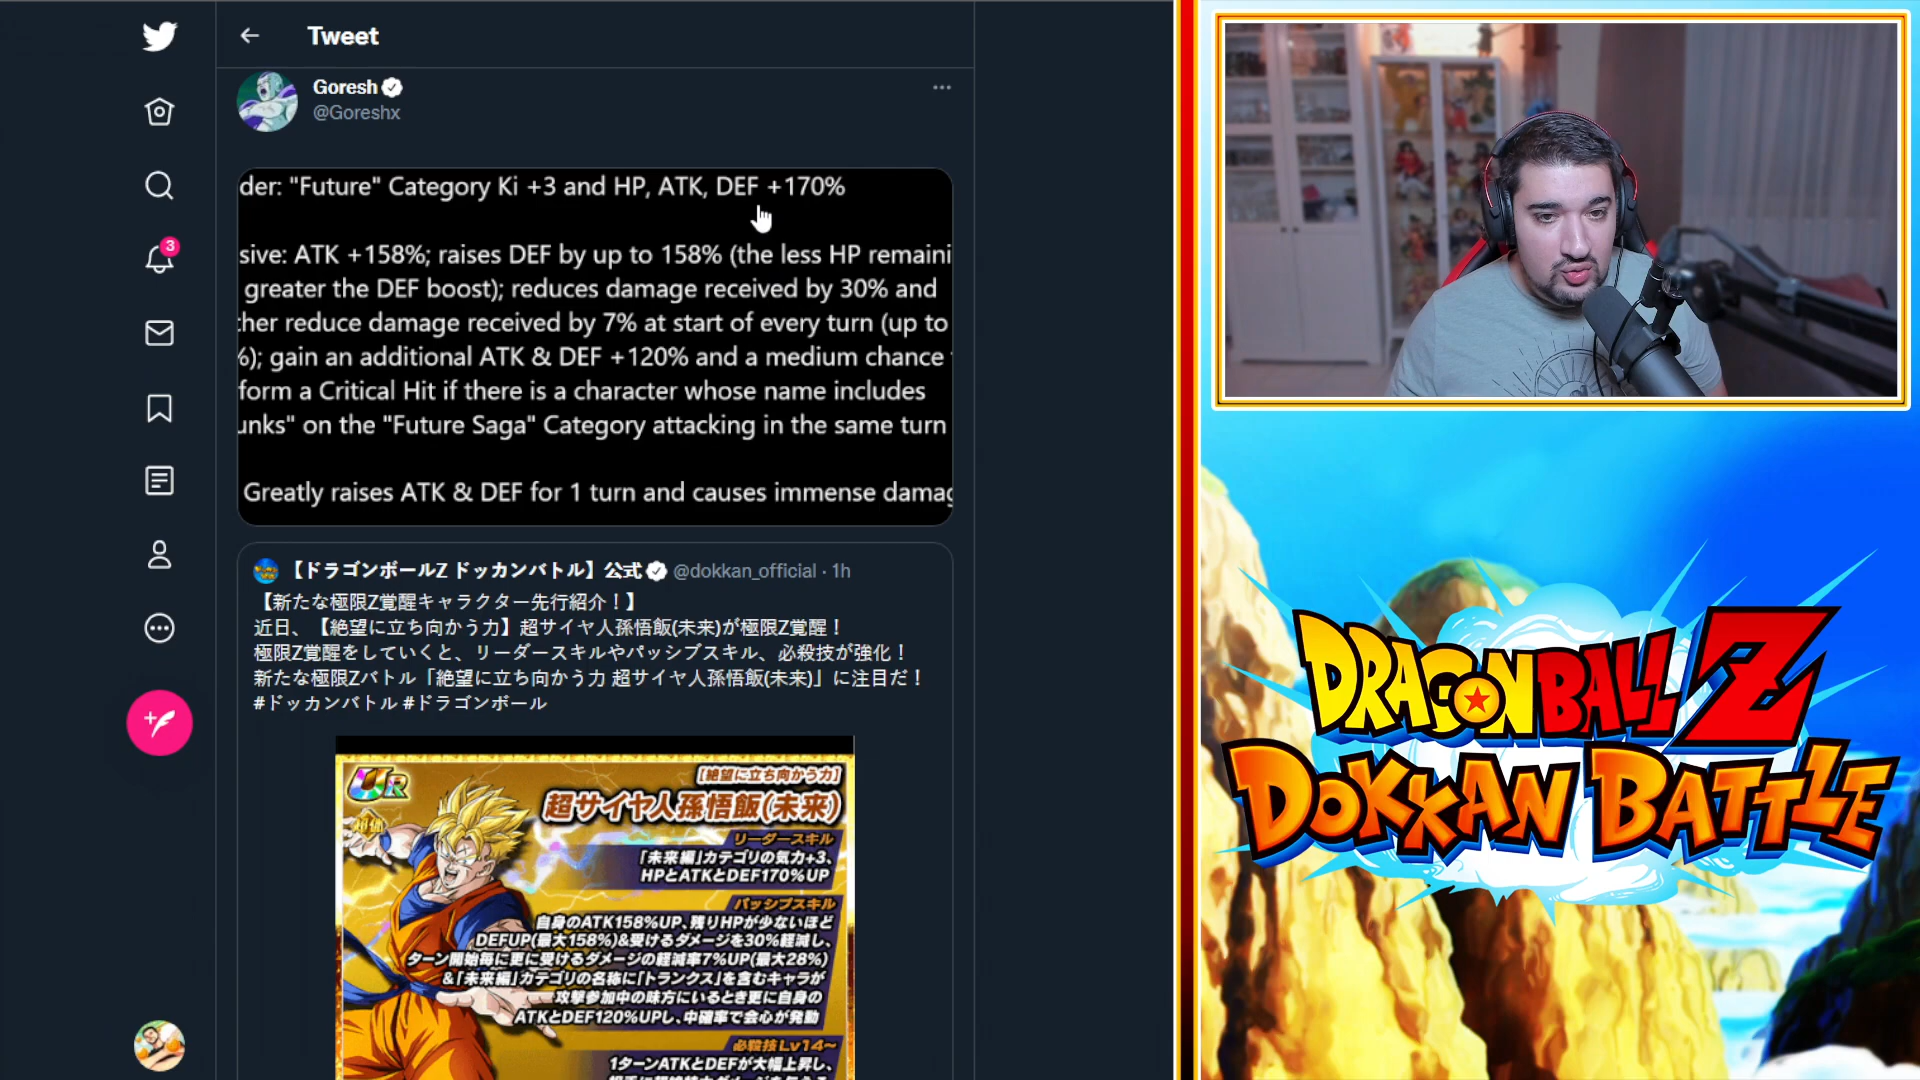 Tweet
Goresh
@Goreshx
3
der: "Future" Category Ki +3 and HP, ATK, DEF +170%
sive: ATK +158%; raises DEF by up to 158% (the less HP remaini
greater the DEF boost); reduces damage received by 30% and
ther reduce damage received by 7% at start of every turn (up to
%); gain an additional ATK & DEF +120% and a medium chance
form a Critical Hit if there is a character whose name includes
unks" on the "Future Saga" Category attacking in the same turn
Greatly raises ATK & DEF for 1 turn and causes immense damag
【ドラゴンボールZ ドッカンバトル】公式 @dokkan_official · 1h
【新たな極限Z覚醒キャラクター先行紹介！】
近日、【絶望に立ち向かう力】超サイヤ人孫悟飯(未来)が極限Z覚醒！
極限Z覚醒をしていくと、リーダースキルやパッシブスキル、必殺技が強化！
新たな極限Zバトル「絶望に立ち向かう力 超サイヤ人孫悟飯(未来)」に注目だ！
#ドッカンバトル #ドラゴンボール
UR
[絶望に立ち向かう力]
超サイヤ人孫悟飯(未来)
リーダースキル
「未来編」カテゴリの気力+3、
HPとATKとDEF170%UP
パッシブスキル
自身のATK158%UP、残りHPが少ないほど
DEFUP(最大158%)&受けるダメージを30%軽減し、
ターン開始毎に更に受けるダメージの軽減率7%UP(最大28%)
&「未来編」カテゴリの名称に「トランクス」を含むキャラが
攻撃参加中の味方にいるとき更に自身の
ATKとDEF120%UPし、中確率で会心が発動
必殺技Lv14~
1ターンATKとDEFが大幅上昇し、
DRAGON BALL Z
DOKKAN BATTLE